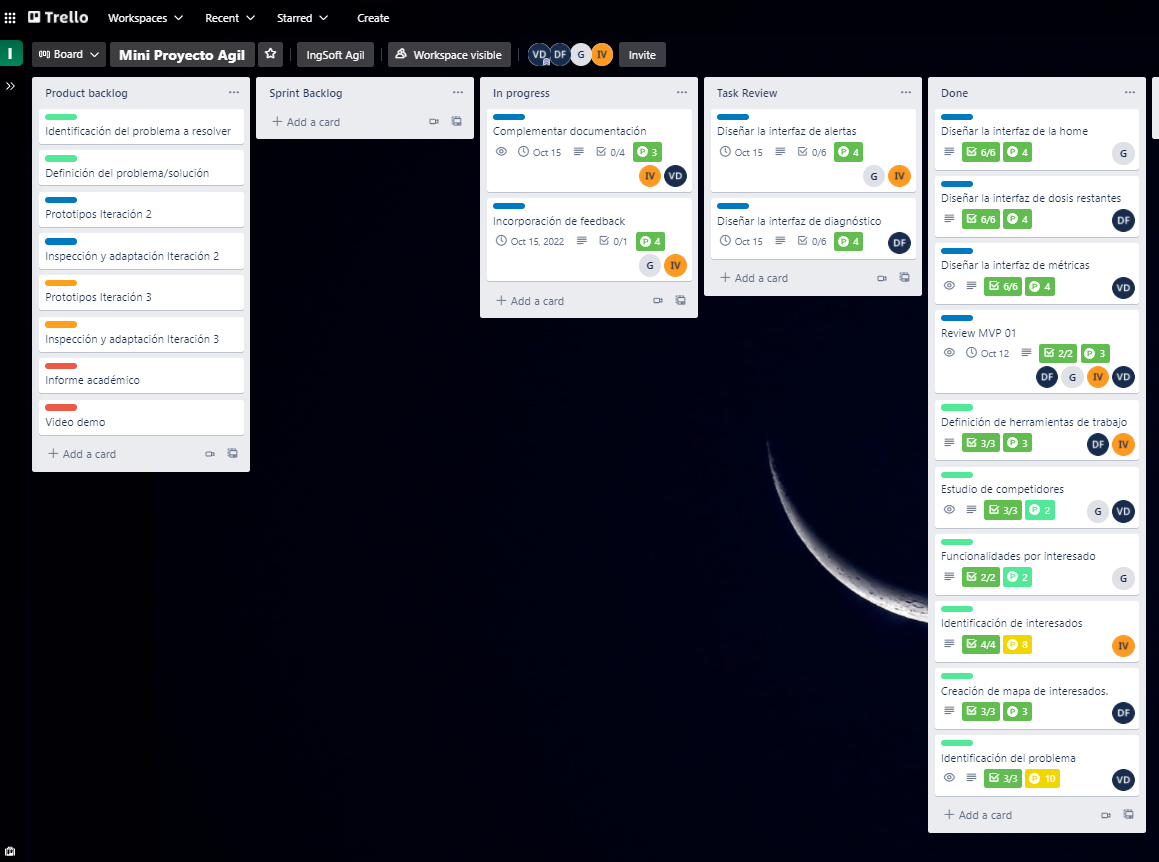 Trello Workspaces Recent Starred Create
I Board Mini Proyecto Agil IngSoft Agil Workspace visible VD DF G IV Invite
Product backlog
Identificación del problema a resolver
Definición del problema/solución
Prototipos Iteración 2
Inspección y adaptación Iteración 2
Prototipos Iteración 3
Inspección y adaptación Iteración 3
Informe académico
Video demo
+ Add a card
Sprint Backlog
+ Add a card
In progress
Complementar documentación
Oct 15 0/4 P 3
IV VD
Incorporación de feedback
Oct 15, 2022 0/1 P 4
G IV
+ Add a card
Task Review
Diseñar la interfaz de alertas
Oct 15 0/6 P 4
G IV
Diseñar la interfaz de diagnóstico
Oct 15 0/6 P 4 DF
+ Add a card
Done
Diseñar la interfaz de la home
6/6 P 4 G
Diseñar la interfaz de dosis restantes
6/6 P 4 DF
Diseñar la interfaz de métricas
6/6 P 4 VD
Review MVP 01
Oct 12 2/2 P 3
DF G IV VD
Definición de herramientas de trabajo
3/3 P 3 DF IV
Estudio de competidores
3/3 P 2 G VD
Funcionalidades por interesado
2/2 P 2 G
Identificación de interesados
4/4 P 8 IV
Creación de mapa de interesados.
3/3 P 3 DF
Identificación del problema
3/3 P 10 VD
+ Add a card